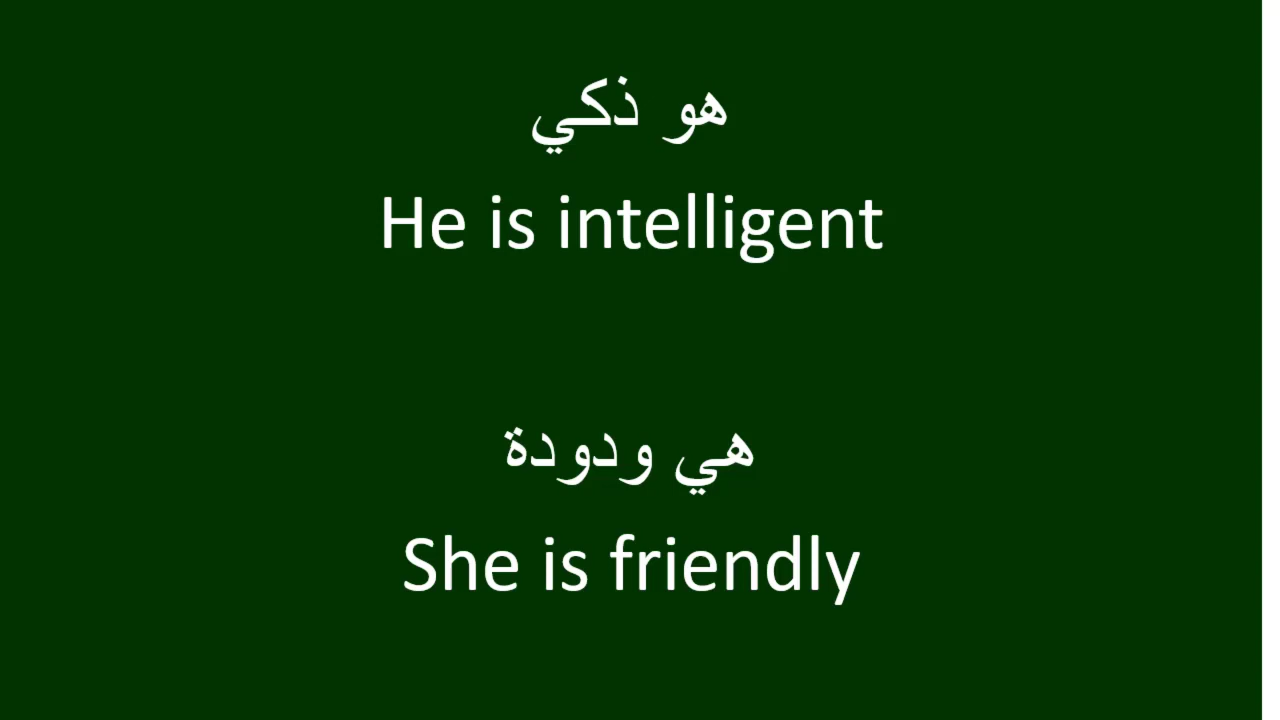 هو ذكي
He is intelligent
هي ودودة
She is friendly